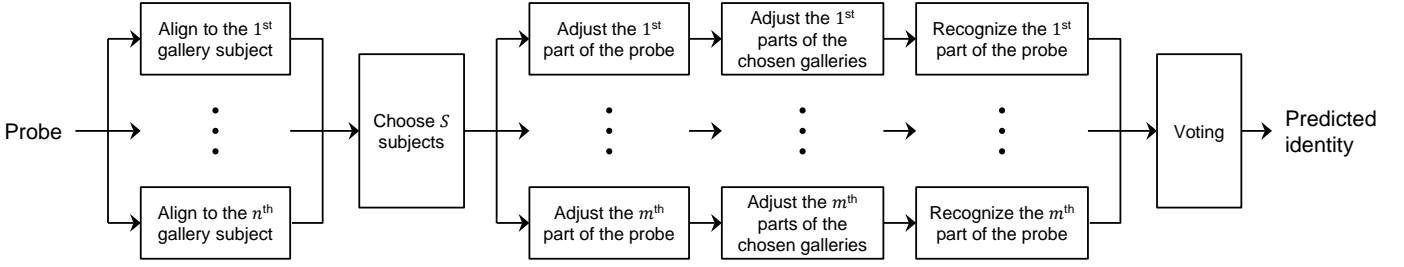 Probe
Align to the 1st
gallery subject
Align to the nth
gallery subject
Choose S
subjects
Adjust the 1st
part of the probe
Adjust the 1st
parts of the
chosen galleries
Recognize the 1st
part of the probe
Adjust the mth
part of the probe
Adjust the mth
parts of the
chosen galleries
Recognize the mth
part of the probe
Voting
Predicted
identity